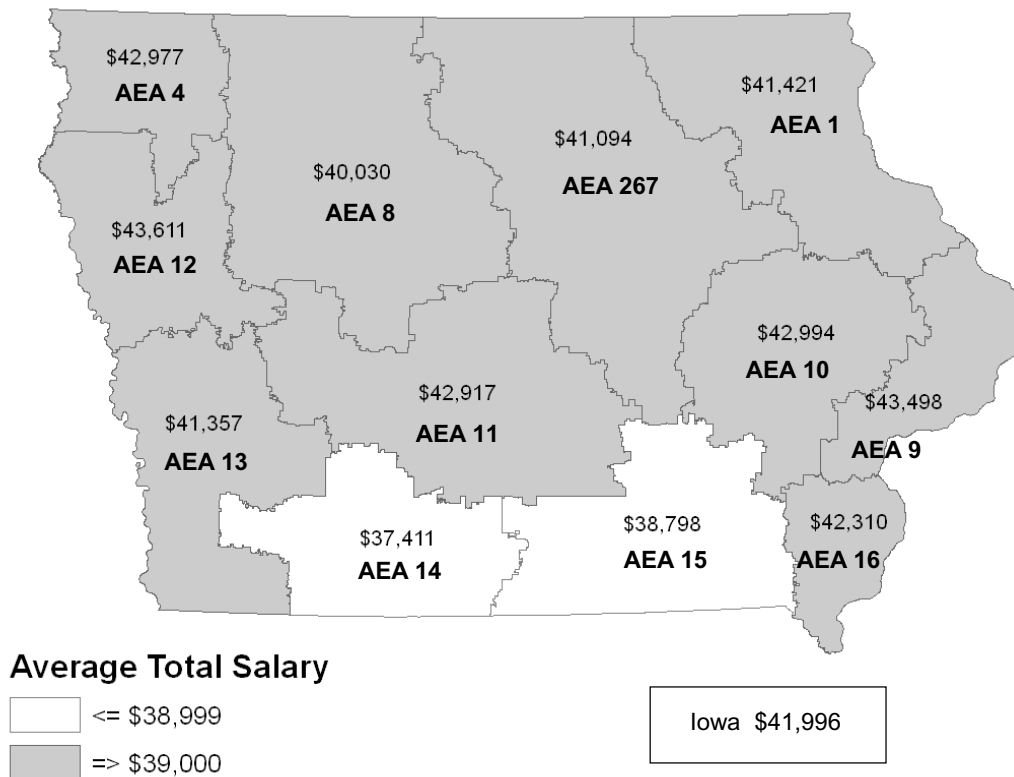 $42,977
AEA 4
$40,030
AEA 8
$41,094
AEA 267
$41,421
AEA 1
$43,611
AEA 12
$42,994
AEA 10
$43,498
AEA 9
$42,917
AEA 11
$41,357
AEA 13
$37,411
AEA 14
$38,798
AEA 15
$42,310
AEA 16
Average Total Salary
<= $38,999
=> $39,000
Iowa $41,996